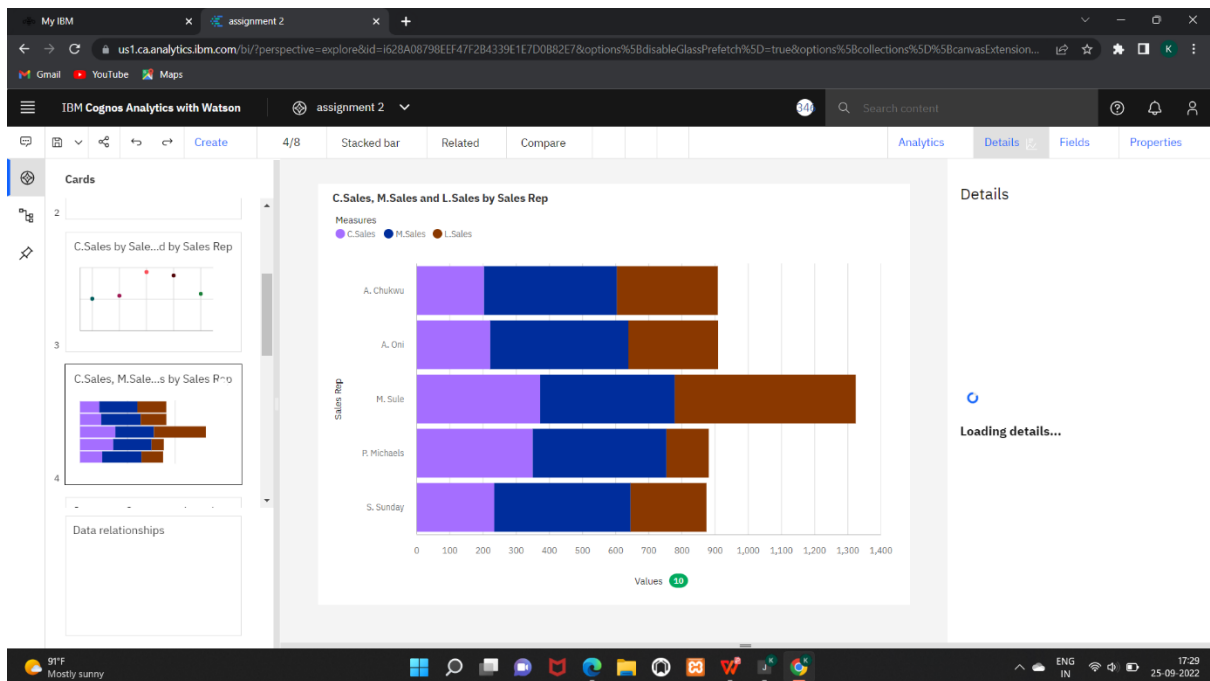 My IBM
assignment 2
us1.ca.analytics.ibm.com/bi/?perspective=explore&id=i628A08798EEF47F2B4339E1E7D0B82E7&options%5BdisableGlassPrefetch%5D=true&options%5Bcollections%5D%5BcanvasExtension...
Gmail YouTube Maps
IBM Cognos Analytics with Watson
assignment 2
Search content
Create
4/8
Stacked bar
Related
Compare
Analytics
Details
Fields
Properties
Cards
2
C.Sales by Sale...d by Sales Rep
3
C.Sales, M.Sale...s by Sales Rep
4
Data relationships
C.Sales, M.Sales and L.Sales by Sales Rep
Measures
C.Sales M.Sales L.Sales
Sales Rep
A. Chukwu
A. Oni
M. Sule
P. Michaels
S. Sunday
0 100 200 300 400 500 600 700 800 900 1,000 1,100 1,200 1,300 1,400
Values 10
Details
Loading details...
91°F
Mostly sunny
ENG
IN
17:29
25-09-2022